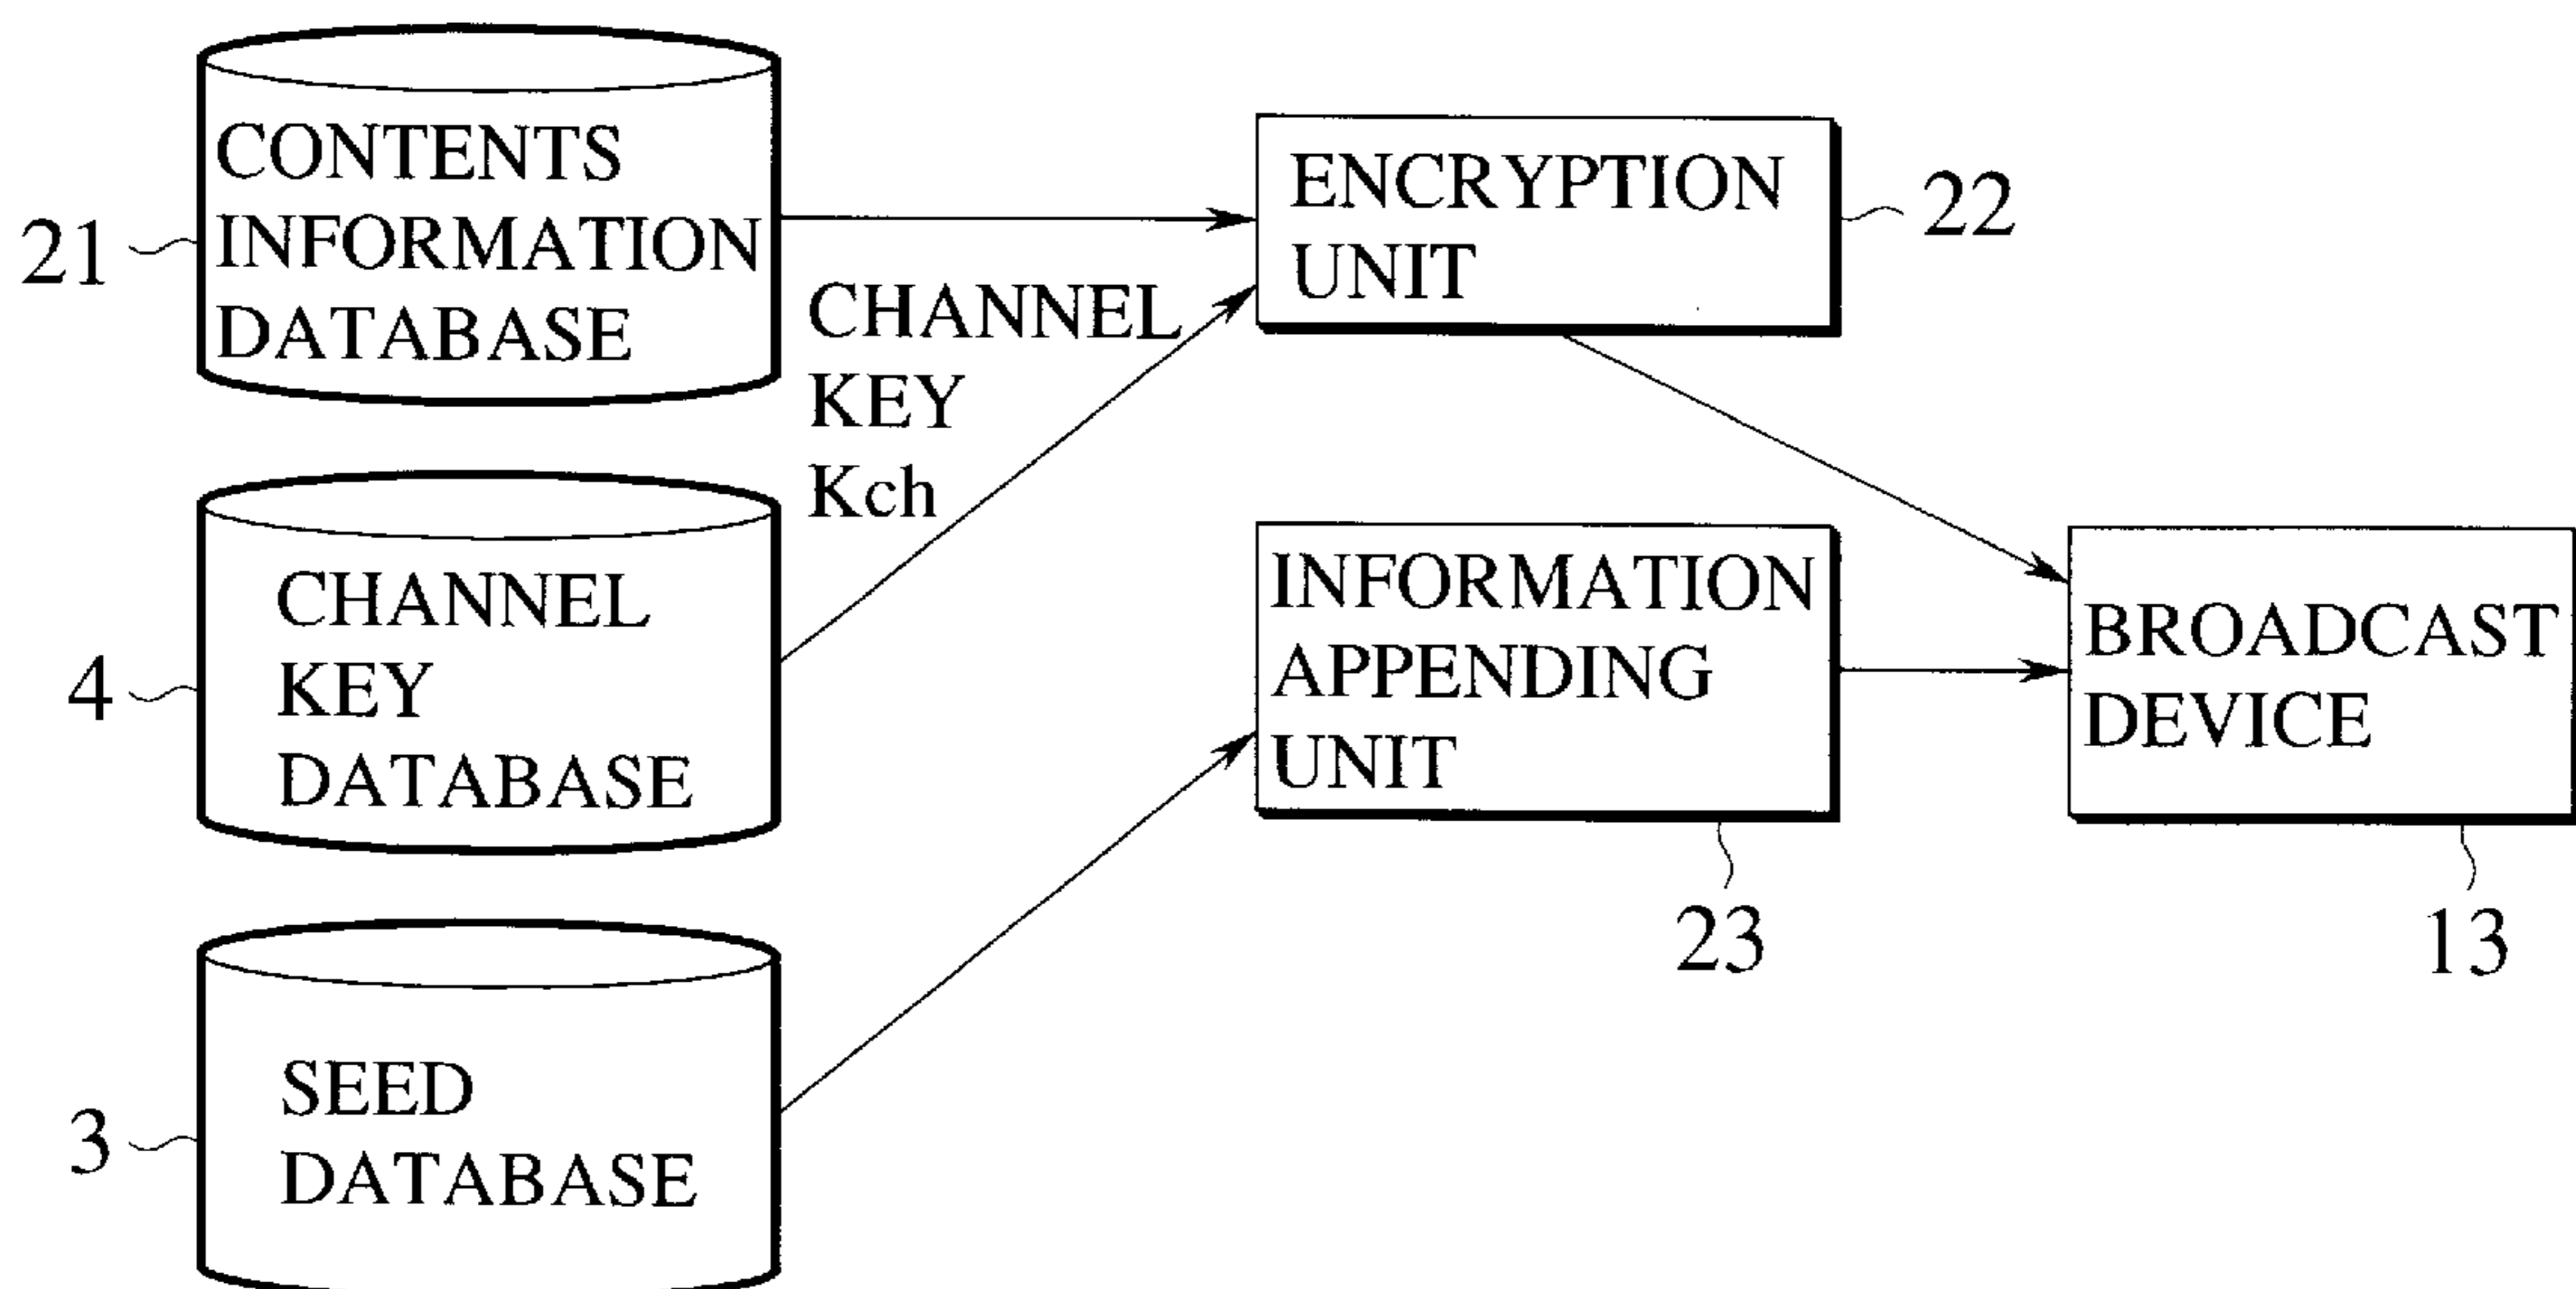 CONTENTS
INFORMATION
DATABASE
21
CHANNEL
KEY
Kch
ENCRYPTION
UNIT
22
CHANNEL
KEY
DATABASE
4
INFORMATION
APPENDING
UNIT
23
BROADCAST
DEVICE
13
SEED
DATABASE
3